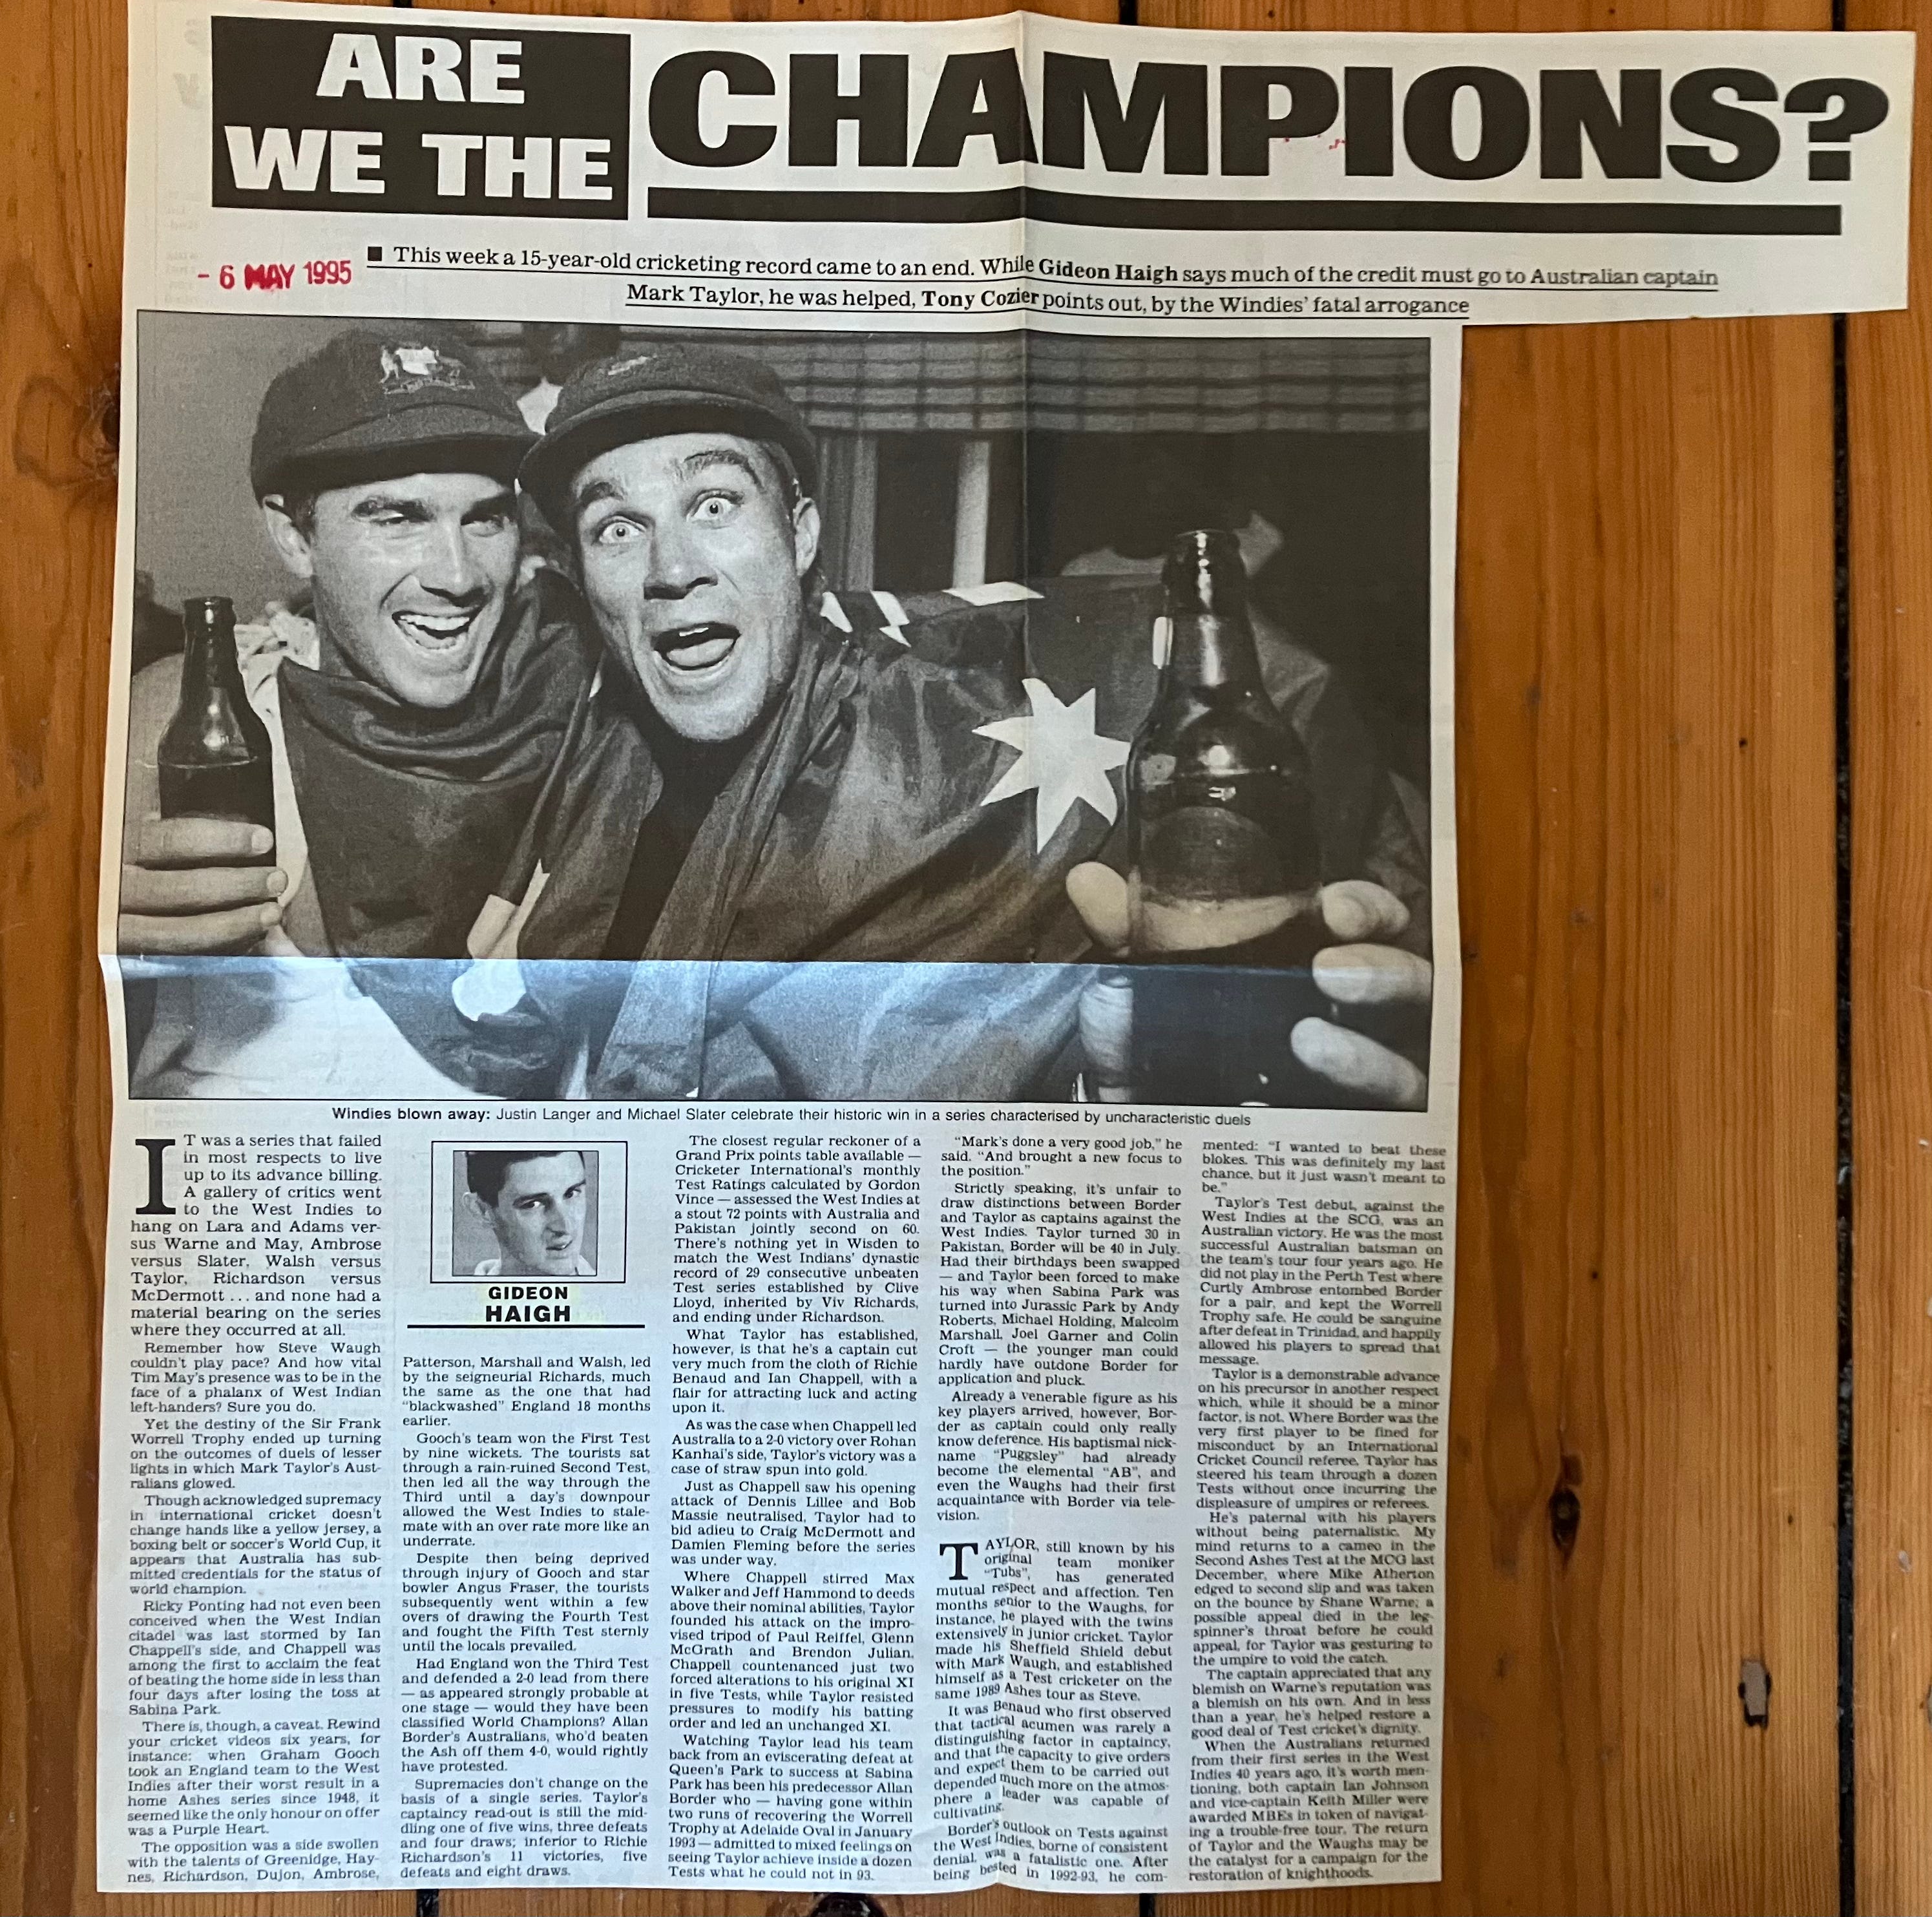 ARE
WE THE
CHAMPIONS?
- 6 MAY 1995
■ This week a 15-year-old cricketing record came to an end. While Gideon Haigh says much of the credit must go to Australian captain
Mark Taylor, he was helped, Tony Cozier points out, by the Windies' fatal arrogance
Windies blown away: Justin Langer and Michael Slater celebrate their historic win in a series characterised by uncharacteristic duels
IT was a series that failed
in most respects to live
up to its advance billing.
A gallery of critics went
to the West Indies to
hang on Lara and Adams ver-
sus Warne and May, Ambrose
versus Slater, Walsh versus
Taylor, Richardson versus
McDermott ... and none had a
material bearing on the series
where they occurred at all.
Remember how Steve Waugh
couldn't play pace? And how vital
Tim May's presence was to be in the
face of a phalanx of West Indian
left-handers? Sure you do.
Yet the destiny of the Sir Frank
Worrell Trophy ended up turning
on the outcomes of duels of lesser
lights in which Mark Taylor's Aust-
ralians glowed.
Though acknowledged supremacy
in international cricket doesn't
change hands like a yellow jersey, a
boxing belt or soccer's World Cup, it
appears that Australia has sub-
mitted credentials for the status of
world champion.
Ricky Ponting had not even been
conceived when the West Indian
citadel was last stormed by Ian
Chappell's side, and Chappell was
among the first to acclaim the feat
of beating the home side in less than
four days after losing the toss at
Sabina Park.
There is, though, a caveat. Rewind
your cricket videos six years, for
instance: when Graham Gooch
took an England team to the West
Indies after their worst result in a
home Ashes series since 1948, it
seemed like the only honour on offer
was a Purple Heart.
The opposition was a side swollen
with the talents of Greenidge, Hay-
nes, Richardson, Dujon, Ambrose,
GIDEON
HAIGH
Patterson, Marshall and Walsh, led
by the seigneurial Richards, much
the same as the one that had
"blackwashed" England 18 months
earlier.
Gooch's team won the First Test
by nine wickets. The tourists sat
through a rain-ruined Second Test,
then led all the way through the
Third until a day's downpour
allowed the West Indies to stale-
mate with an over rate more like an
underrate.
Despite then being deprived
through injury of Gooch and star
bowler Angus Fraser, the tourists
subsequently went within a few
overs of drawing the Fourth Test
and fought the Fifth Test sternly
until the locals prevailed.
Had England won the Third Test
and defended a 2-0 lead from there
— as appeared strongly probable at
one stage — would they have been
classified World Champions? Allan
Border's Australians, who'd beaten
the Ash off them 4-0, would rightly
have protested.
Supremacies don't change on the
basis of a single series. Taylor's
captaincy read-out is still the mid-
dling one of five wins, three defeats
and four draws; inferior to Richie
Richardson's 11 victories, five
defeats and eight draws.
The closest regular reckoner of a
Grand Prix points table available —
Cricketer International's monthly
Test Ratings calculated by Gordon
Vince — assessed the West Indies at
a stout 72 points with Australia and
Pakistan jointly second on 60.
There's nothing yet in Wisden to
match the West Indians' dynastic
record of 29 consecutive unbeaten
Test series established by Clive
Lloyd, inherited by Viv Richards,
and ending under Richardson.
What Taylor has established,
however, is that he's a captain cut
very much from the cloth of Richie
Benaud and Ian Chappell, with a
flair for attracting luck and acting
upon it.
As was the case when Chappell led
Australia to a 2-0 victory over Rohan
Kanhai's side, Taylor's victory was a
case of straw spun into gold.
Just as Chappell saw his opening
attack of Dennis Lillee and Bob
Massie neutralised, Taylor had to
bid adieu to Craig McDermott and
Damien Fleming before the series
was under way.
Where Chappell stirred Max
Walker and Jeff Hammond to deeds
above their nominal abilities, Taylor
founded his attack on the impro-
vised tripod of Paul Reiffel, Glenn
McGrath and Brendon Julian.
Chappell countenanced just two
forced alterations to his original XI
in five Tests, while Taylor resisted
pressures to modify his batting
order and led an unchanged XI.
Watching Taylor lead his team
back from an eviscerating defeat at
Queen's Park to success at Sabina
Park has been his predecessor Allan
Border who — having gone within
two runs of recovering the Worrell
Trophy at Adelaide Oval in January
1993 — admitted to mixed feelings on
seeing Taylor achieve inside a dozen
Tests what he could not in 93.
"Mark's done a very good job," he
said. "And brought a new focus to
the position."
Strictly speaking, it's unfair to
draw distinctions between Border
and Taylor as captains against the
West Indies. Taylor turned 30 in
Pakistan, Border will be 40 in July.
Had their birthdays been swapped
— and Taylor been forced to make
his way when Sabina Park was
turned into Jurassic Park by Andy
Roberts, Michael Holding, Malcolm
Marshall, Joel Garner and Colin
Croft — the younger man could
hardly have outdone Border for
application and pluck.
Already a venerable figure as his
key players arrived, however, Bor-
der as captain could only really
know deference. His baptismal nick-
name "Puggsley" had already
become the elemental "AB", and
even the Waughs had their first
acquaintance with Border via tele-
vision.
TAYLOR, still known by his
original team moniker
"Tubs", has generated
mutual respect and affection. Ten
months senior to the Waughs, for
instance, he played with the twins
extensively in junior cricket. Taylor
made his Sheffield Shield debut
with Mark Waugh, and established
himself as a Test cricketer on the
same 1989 Ashes tour as Steve.
It was Benaud who first observed
that tactical acumen was rarely a
distinguishing factor in captaincy,
and that the capacity to give orders
and expect them to be carried out
depended much more on the atmos-
phere a leader was capable of
cultivating.
Border's outlook on Tests against
the West Indies, borne of consistent
denial, was a fatalistic one. After
being bested in 1992-93, he com-
mented: "I wanted to beat these
blokes. This was definitely my last
chance, but it just wasn't meant to
be."
Taylor's Test debut, against the
West Indies at the SCG, was an
Australian victory. He was the most
successful Australian batsman on
the team's tour four years ago. He
did not play in the Perth Test where
Curtly Ambrose entombed Border
for a pair, and kept the Worrell
Trophy safe. He could be sanguine
after defeat in Trinidad, and happily
allowed his players to spread that
message.
Taylor is a demonstrable advance
on his precursor in another respect
which, while it should be a minor
factor, is not. Where Border was the
very first player to be fined for
misconduct by an International
Cricket Council referee, Taylor has
steered his team through a dozen
Tests without once incurring the
displeasure of umpires or referees.
He's paternal with his players
without being paternalistic. My
mind returns to a cameo in the
Second Ashes Test at the MCG last
December, where Mike Atherton
edged to second slip and was taken
on the bounce by Shane Warne; a
possible appeal died in the leg-
spinner's throat before he could
appeal, for Taylor was gesturing to
the umpire to void the catch.
The captain appreciated that any
blemish on Warne's reputation was
a blemish on his own. And in less
than a year, he's helped restore a
good deal of Test cricket's dignity.
When the Australians returned
from their first series in the West
Indies 40 years ago, it's worth men-
tioning, both captain Ian Johnson
and vice-captain Keith Miller were
awarded MBEs in token of navigat-
ing a trouble-free tour. The return
of Taylor and the Waughs may be
the catalyst for a campaign for the
restoration of knighthoods.